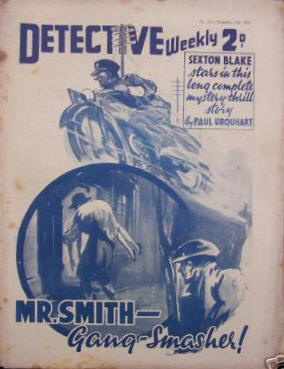 DETECTIVE Weekly 2D.
SEXTON BLAKE
stars in this
long complete
mystery-thrill
story
by PAUL URQUHART
MR. SMITH—
Gang-Smasher!